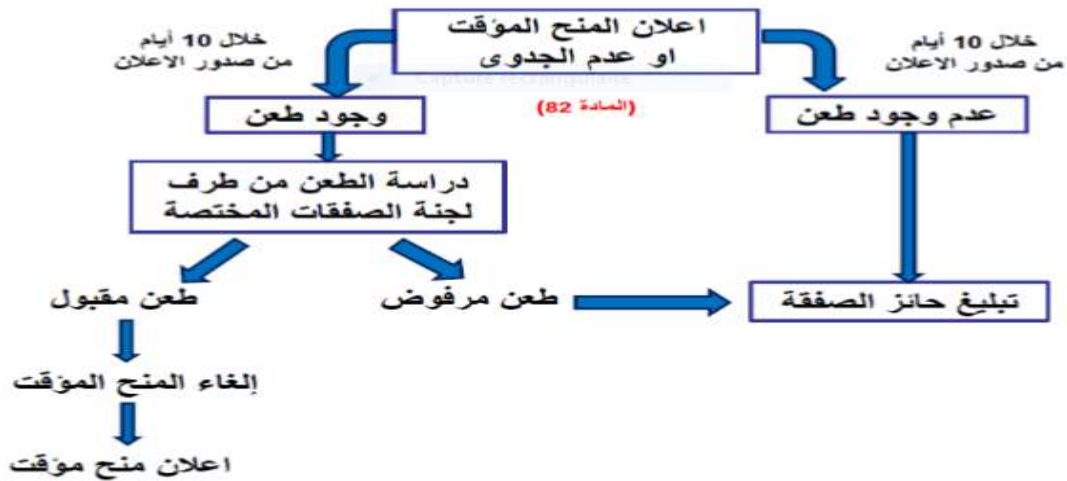 اعلان المنح المؤقت
او عدم الجدوى
(المادة 82)
خلال 10 أيام
من صدور الاعلان
خلال 10 أيام
من صدور الاعلان
عدم وجود طعن
وجود طعن
دراسة الطعن من طرف
لجنة الصفقات المختصة
تبليغ حائز الصفقة
طعن مرفوض
طعن مقبول
إلغاء المنح المؤقت
اعلان منح مؤقت